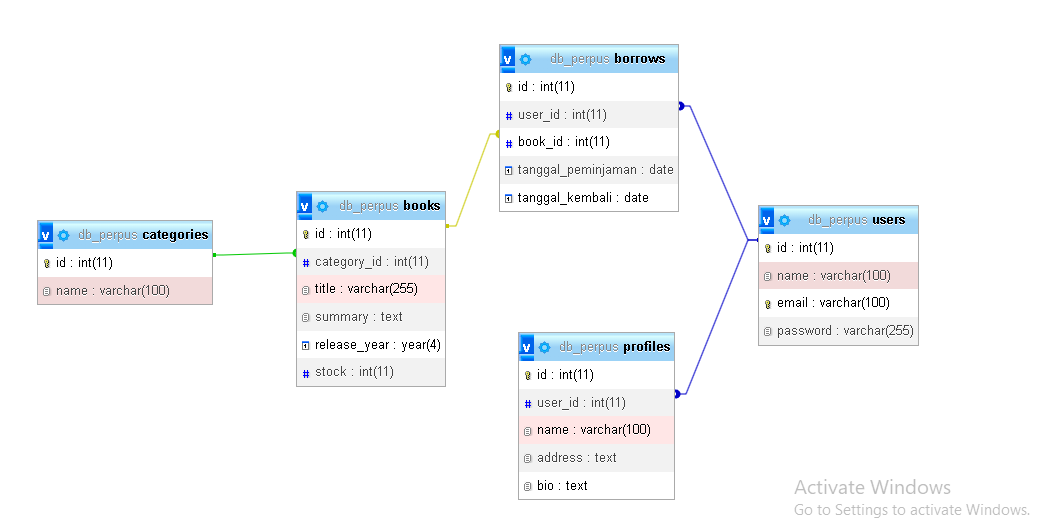 db_perpus categories
id : int(11)
name : varchar(100)
db_perpus books
id : int(11)
category_id : int(11)
title : varchar(255)
summary : text
release_year : year(4)
stock : int(11)
db_perpus borrows
id : int(11)
user_id : int(11)
book_id : int(11)
tanggal_peminjaman : date
tanggal_kembali : date
db_perpus profiles
id : int(11)
user_id : int(11)
name : varchar(100)
address : text
bio : text
db_perpus users
id : int(11)
name : varchar(100)
email : varchar(100)
password : varchar(255)
Activate Windows
Go to Settings to activate Windows.